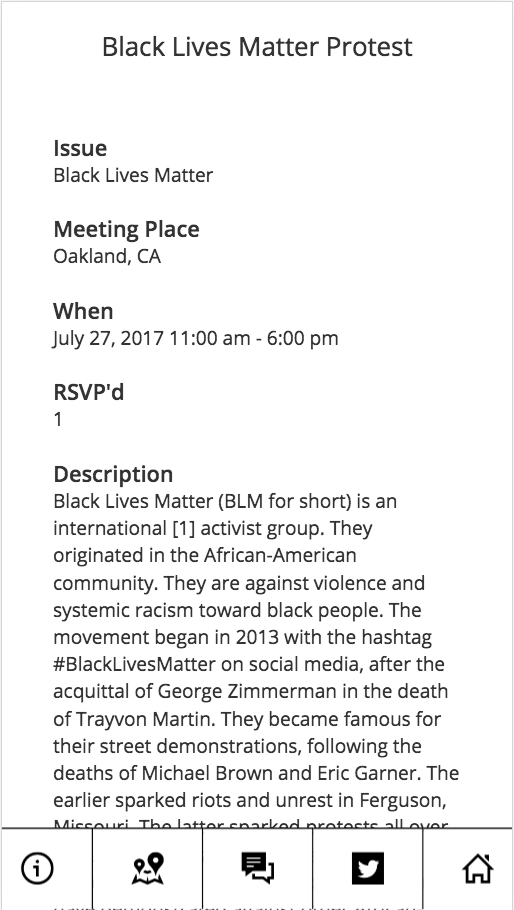 Black Lives Matter Protest
Issue
Black Lives Matter
Meeting Place
Oakland, CA
When
July 27, 2017 11:00 am - 6:00 pm
RSVP'd
1
Description
Black Lives Matter (BLM for short) is an
international [1] activist group. They
originated in the African-American
community. They are against violence and
systemic racism toward black people. The
movement began in 2013 with the hashtag
#BlackLivesMatter on social media, after the
acquittal of George Zimmerman in the death
of Trayvon Martin. They became famous for
their street demonstrations, following the
deaths of Michael Brown and Eric Garner. The
earlier sparked riots and unrest in Ferguson,
Missouri. The latter sparked protests all over